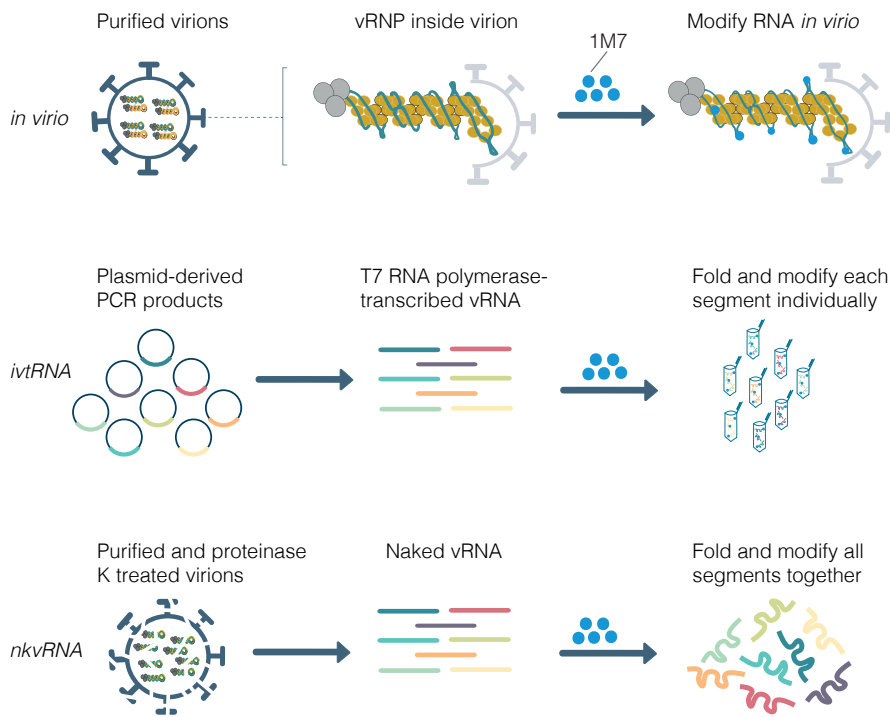 Purified virions
vRNP inside virion
Modify RNA in virio
1M7
in virio
Plasmid-derived
PCR products
T7 RNA polymerase-
transcribed vRNA
Fold and modify each
segment individually
ivtRNA
Purified and proteinase
K treated virions
Naked vRNA
Fold and modify all
segments together
nkvRNA